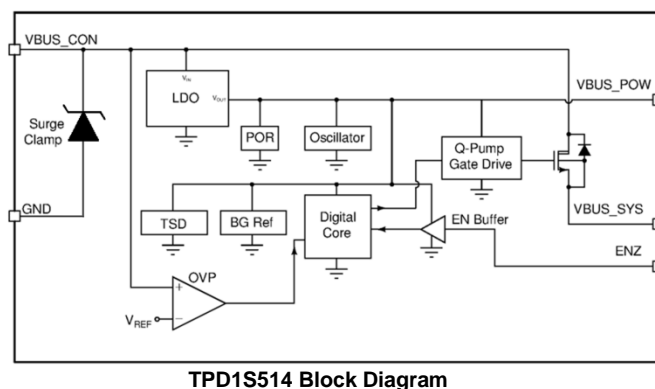 VBUS_CON
VIN
LDO
VOUT
VBUS_POW
Surge
Clamp
POR
Oscillator
Q-Pump
Gate Drive
GND
TSD
BG Ref
Digital
Core
EN Buffer
VBUS_SYS
ENZ
OVP
+
VREF
−
TPD1S514 Block Diagram